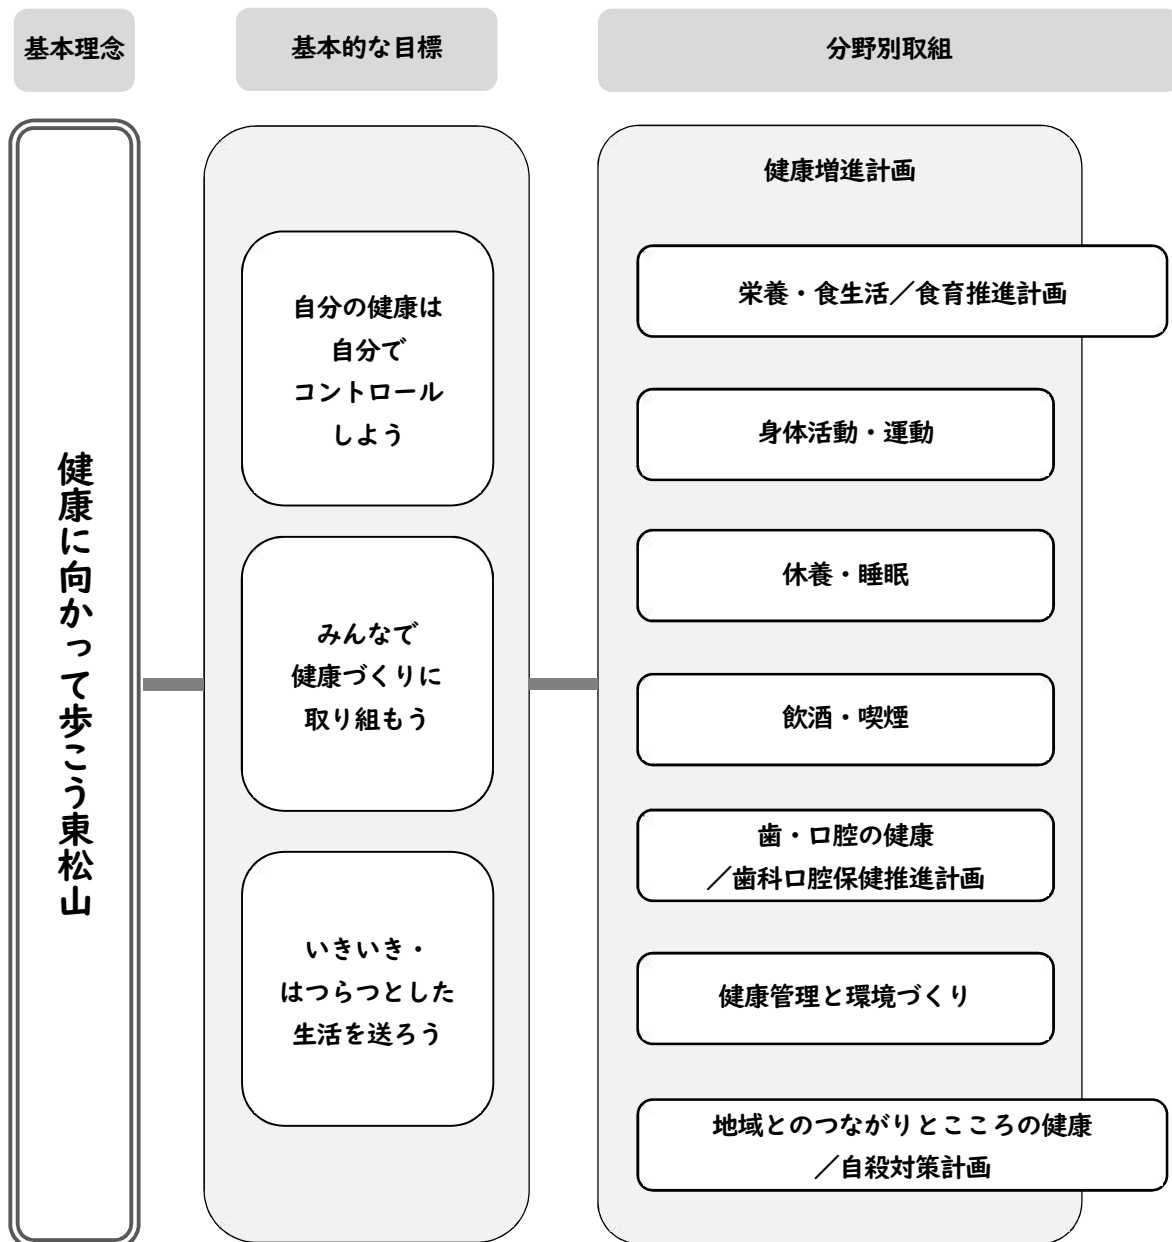 基本理念
基本的な目標
分野別取組
健康に向かって歩こう東松山
自分の健康は
自分で
コントロール
しよう
みんなで
健康づくりに
取り組もう
いきいき・
はつらつとした
生活を送ろう
健康増進計画
栄養・食生活／食育推進計画
身体活動・運動
休養・睡眠
飲酒・喫煙
歯・口腔の健康
／歯科口腔保健推進計画
健康管理と環境づくり
地域とのつながりとこころの健康
／自殺対策計画